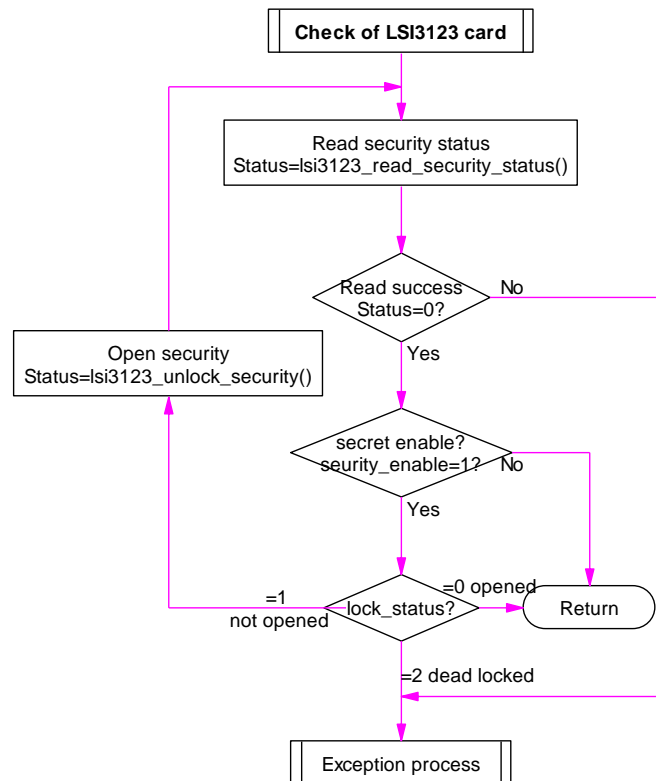 Check of LSI3123 card
Read security status
Status=lsi3123_read_security_status()
Read success
Status=0?
No
Yes
Open security
Status=lsi3123_unlock_security()
secret enable?
seurity_enable=1?
No
Yes
=1
not opened
lock_status?
=0 opened
Return
=2 dead locked
Exception process